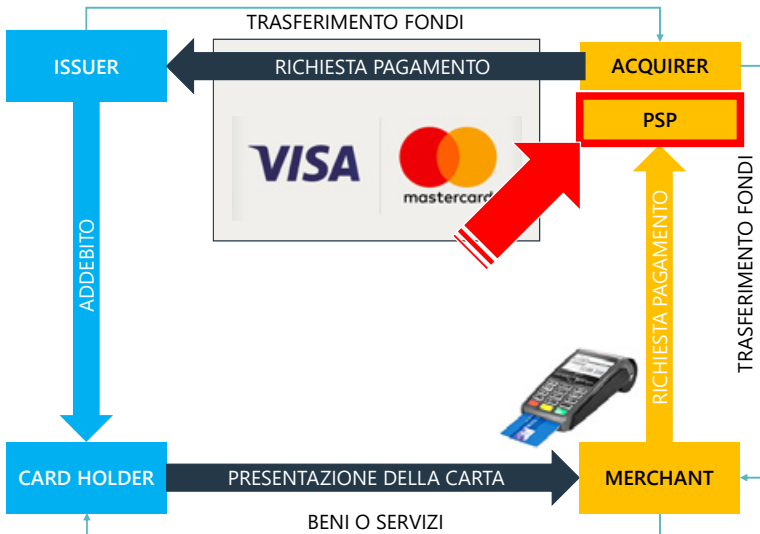 TRASFERIMENTO FONDI
ISSUER
RICHIESTA PAGAMENTO
ACQUIRER
PSP
VISA
mastercard
ADDEBITO
RICHIESTA PAGAMENTO
TRASFERIMENTO FONDI
CARD HOLDER
PRESENTAZIONE DELLA CARTA
MERCHANT
BENI O SERVIZI